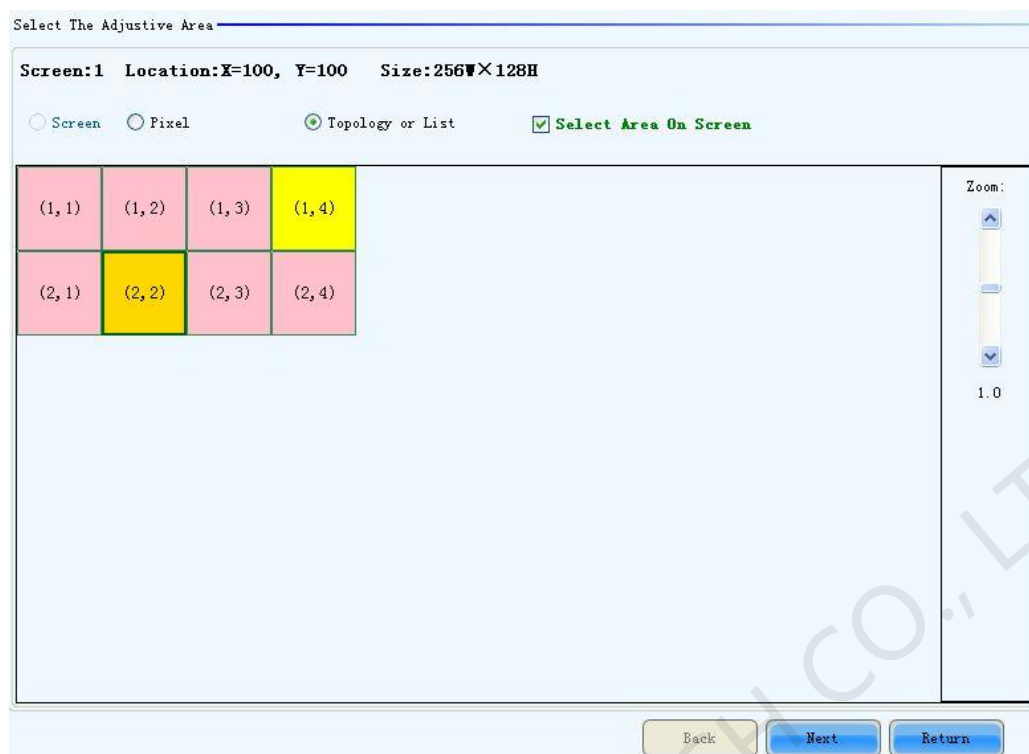 Select The Adjustive Area
Screen:1 Location:X=100, Y=100 Size:256W×128H
Screen Pixel Topology or List Select Area On Screen
(1, 1) (1, 2) (1, 3) (1, 4)
(2, 1) (2, 2) (2, 3) (2, 4)
Zoom:
1.0
Back Next Return
H CO., LT